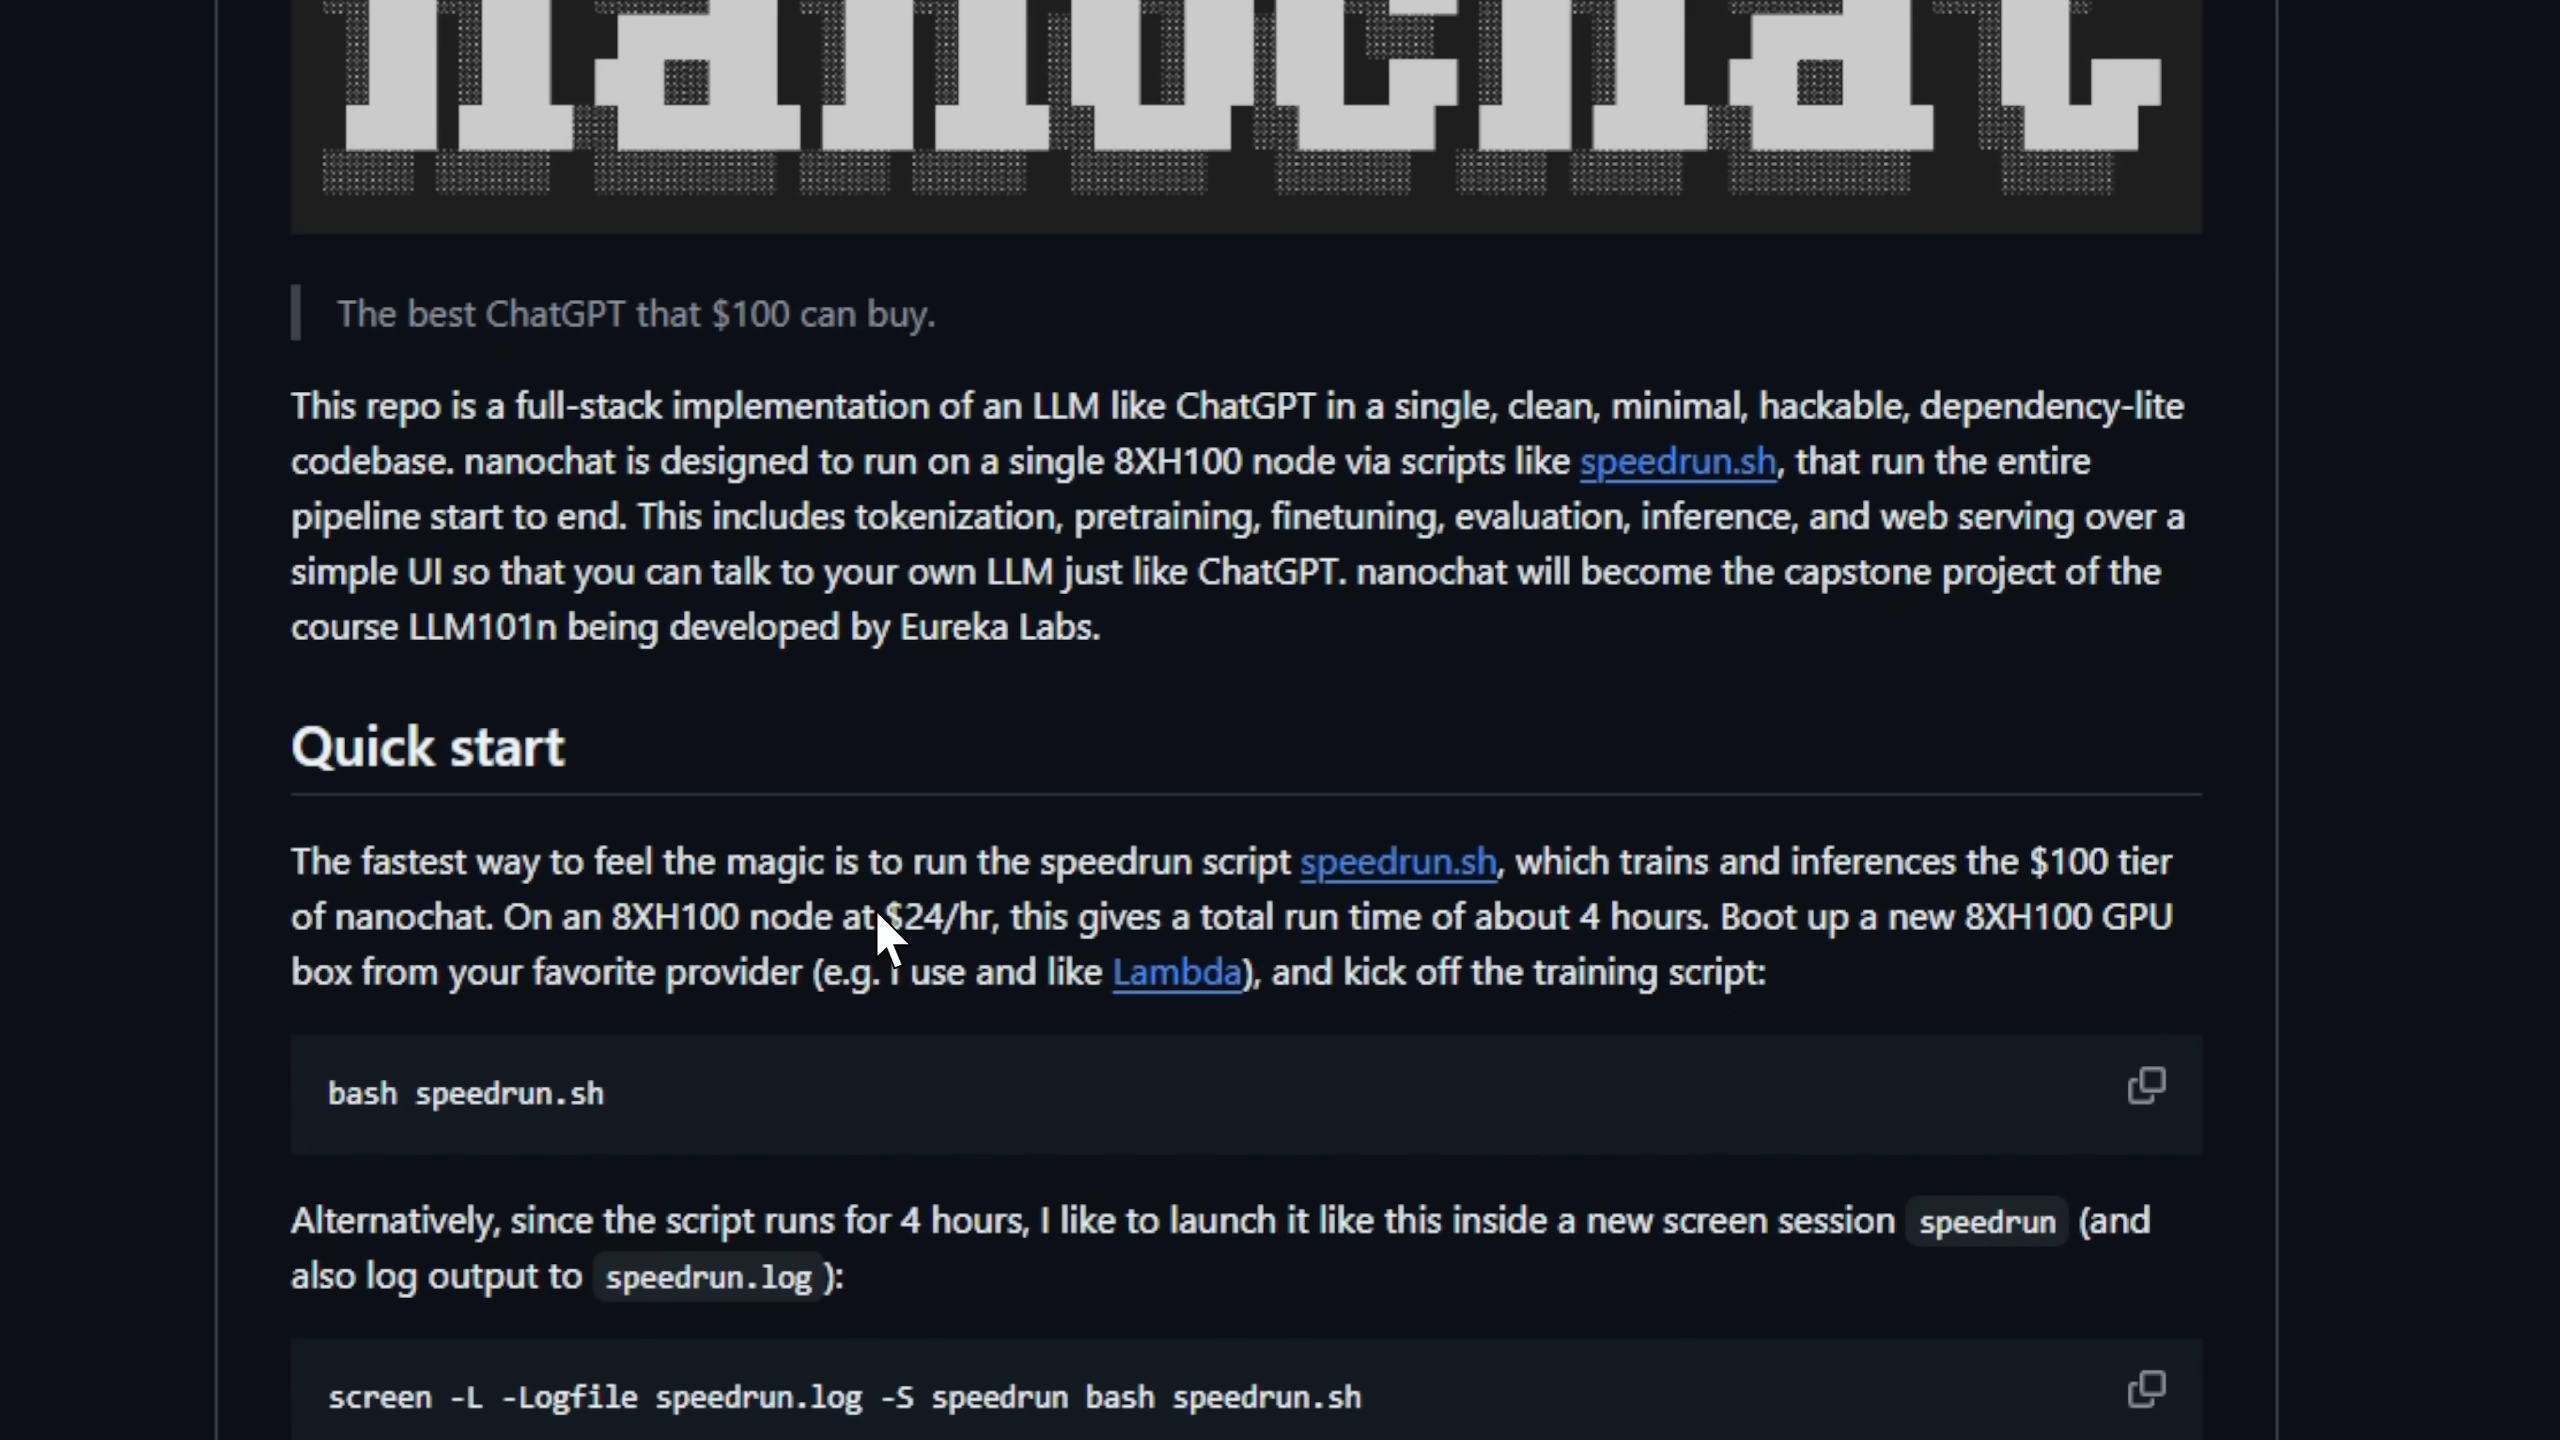 nanochat
The best ChatGPT that $100 can buy.
This repo is a full-stack implementation of an LLM like ChatGPT in a single, clean, minimal, hackable, dependency-lite
codebase. nanochat is designed to run on a single 8XH100 node via scripts like speedrun.sh, that run the entire
pipeline start to end. This includes tokenization, pretraining, finetuning, evaluation, inference, and web serving over a
simple UI so that you can talk to your own LLM just like ChatGPT. nanochat will become the capstone project of the
course LLM101n being developed by Eureka Labs.
Quick start
The fastest way to feel the magic is to run the speedrun script speedrun.sh, which trains and inferences the $100 tier
of nanochat. On an 8XH100 node at $24/hr, this gives a total run time of about 4 hours. Boot up a new 8XH100 GPU
box from your favorite provider (e.g. I use and like Lambda), and kick off the training script:
bash speedrun.sh
Alternatively, since the script runs for 4 hours, I like to launch it like this inside a new screen session speedrun (and
also log output to speedrun.log ):
screen -L -Logfile speedrun.log -S speedrun bash speedrun.sh